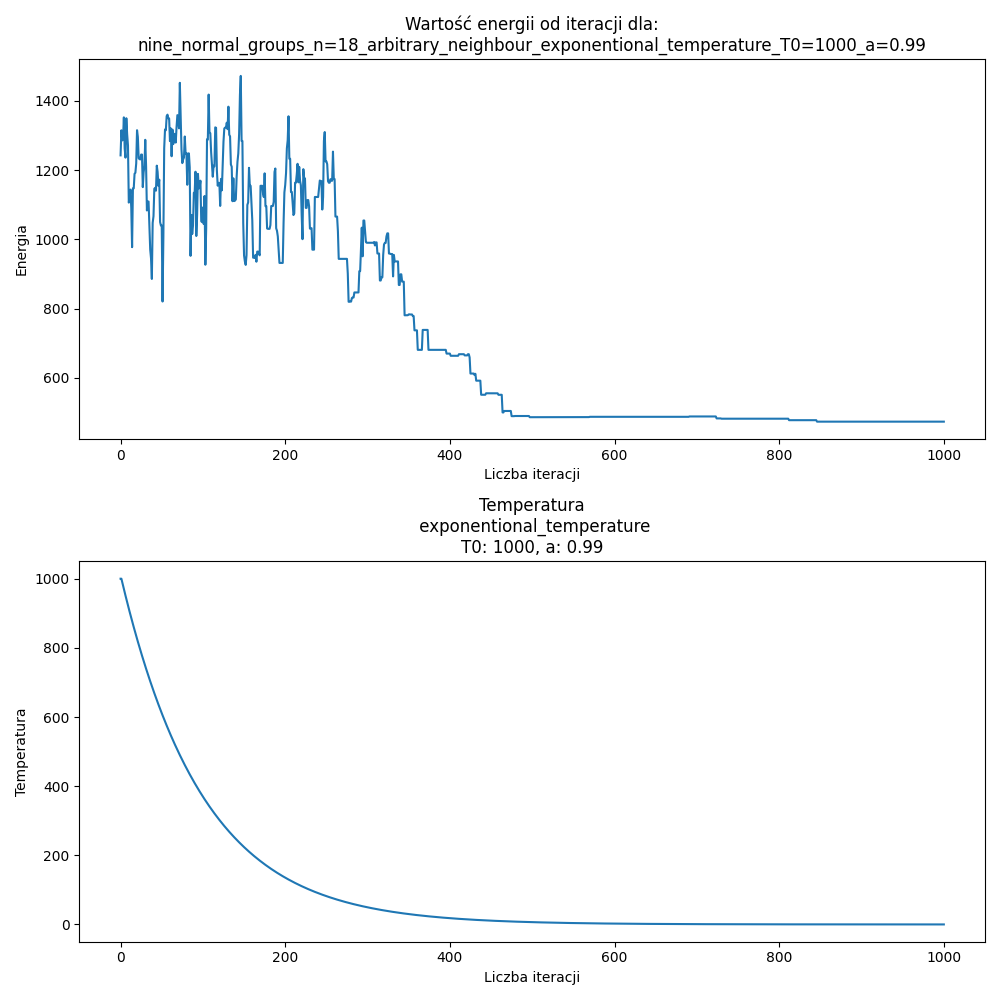 Wartość energii od iteracji dla:
nine_normal_groups_n=18_arbitrary_neighbour_exponentional_temperature_T0=1000_a=0.99
1400
1200
1000
800
600
Energia
0 200 400 600 800 1000
Liczba iteracji
Temperatura
exponentional_temperature
T0: 1000, a: 0.99
1000
800
600
400
200
0
Temperatura
0 200 400 600 800 1000
Liczba iteracji